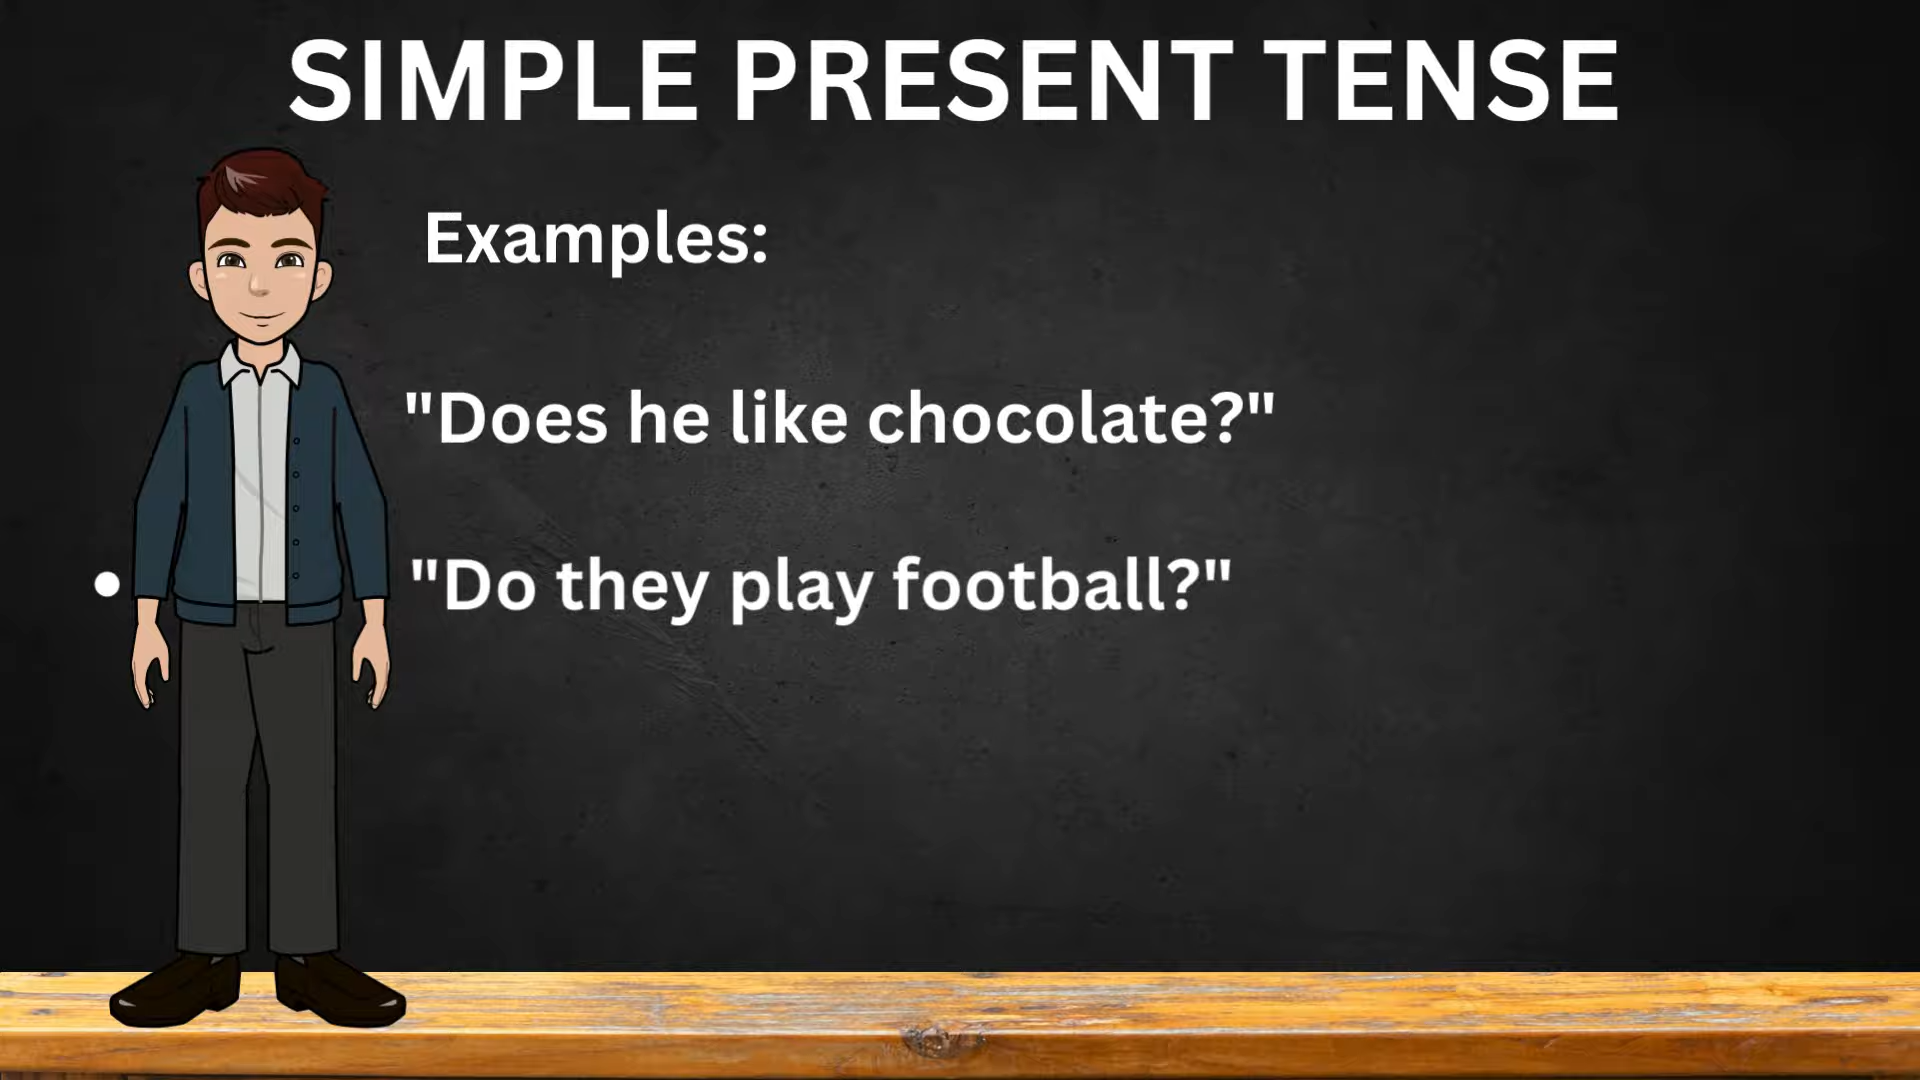 SIMPLE PRESENT TENSE
Examples:
"Does he like chocolate?"
• "Do they play football?"